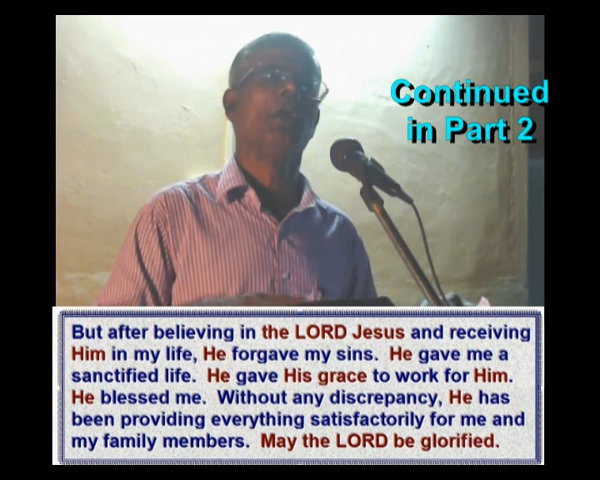 Continued
in Part 2
But after believing in the LORD Jesus and receiving
Him in my life, He forgave my sins. He gave me a
sanctified life. He gave His grace to work for Him.
He blessed me. Without any discrepancy, He has
been providing everything satisfactorily for me and
my family members. May the LORD be glorified.